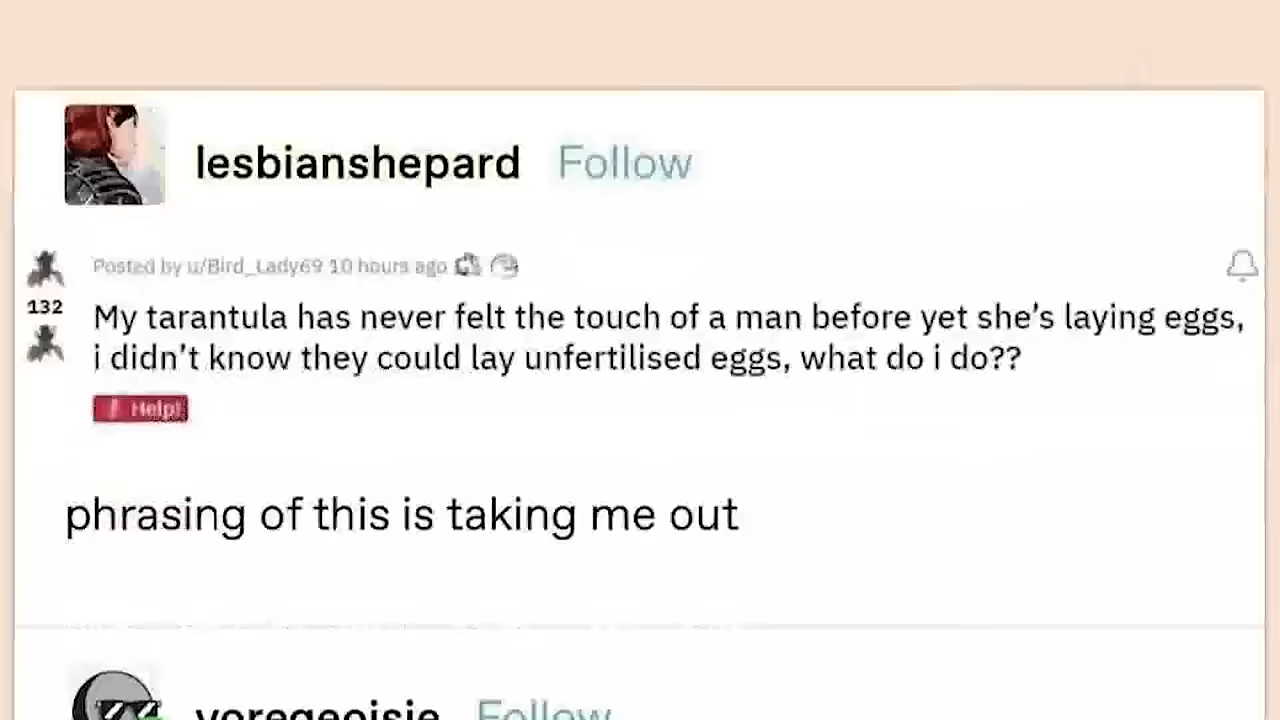 lesbianshepard Follow
Posted by u/Bird_Lady69 10 hours ago
132
My tarantula has never felt the touch of a man before yet she's laying eggs,
i didn't know they could lay unfertilised eggs, what do i do??
Help!
phrasing of this is taking me out
voregeoisie Follow